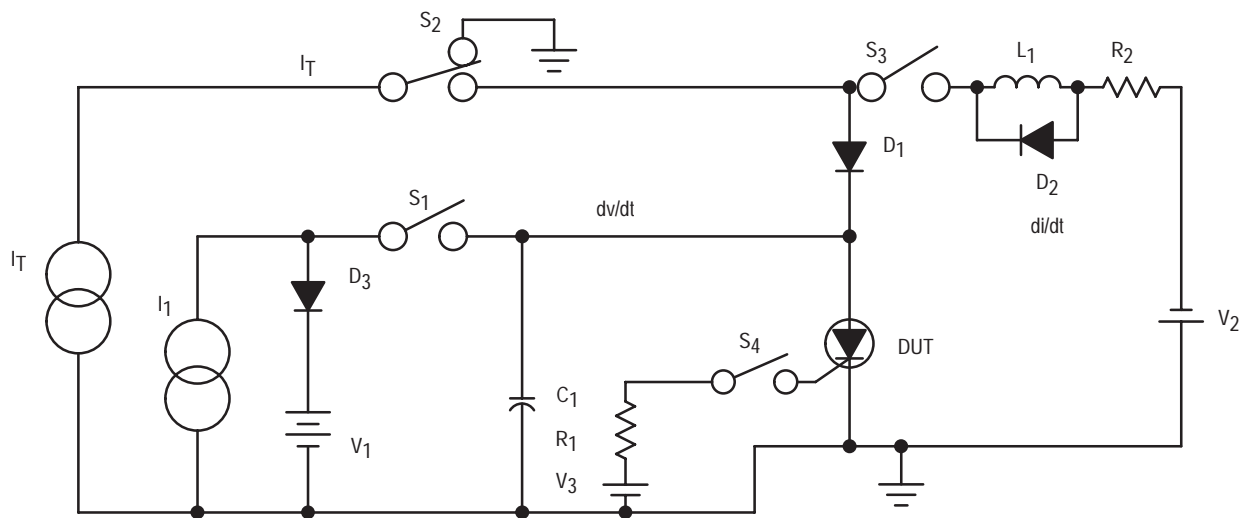 S2
IT
S3
L1
R2
D1
D2
di/dt
S1
dv/dt
IT
I1
D3
V2
S4
DUT
C1
R1
V1
V3